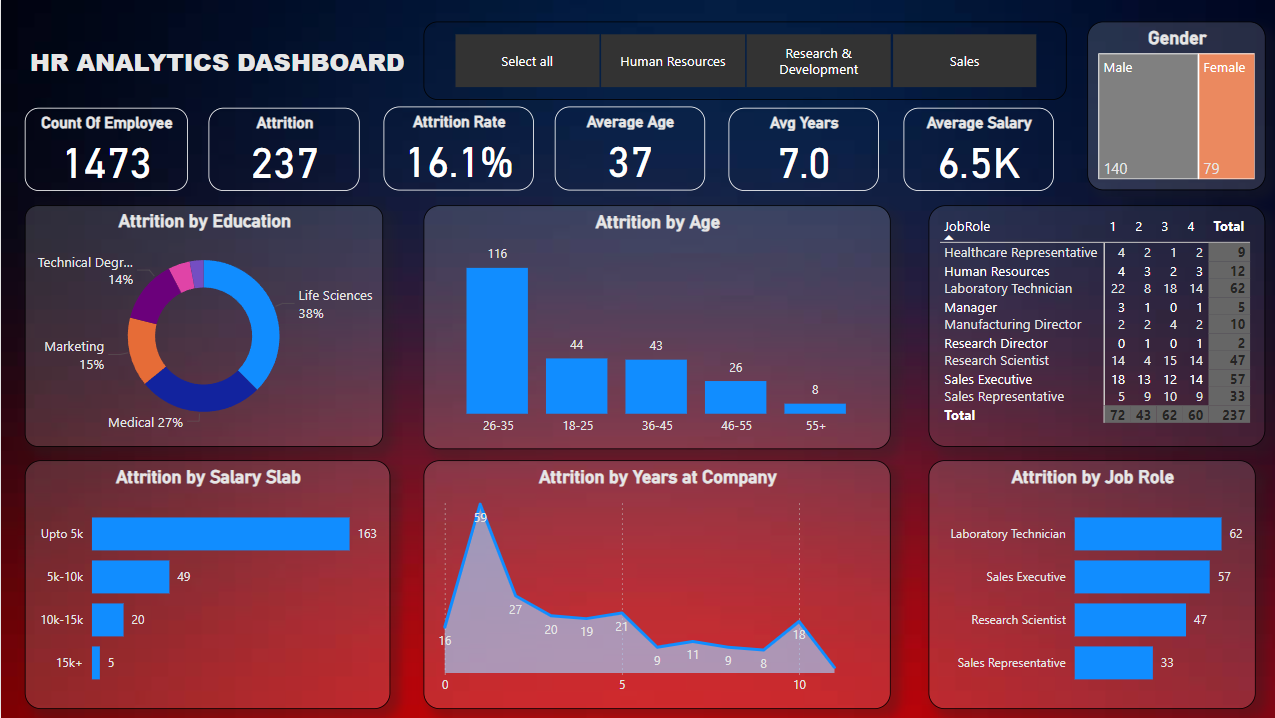 HR ANALYTICS DASHBOARD
Select all
Human Resources
Research &
Development
Sales
Gender
Male
Female
140
79
Count Of Employee
1473
Attrition
237
Attrition Rate
16.1%
Average Age
37
Avg Years
7.0
Average Salary
6.5K
Attrition by Education
Technical Degr...
14%
Life Sciences
38%
Marketing
15%
Medical 27%
Attrition by Age
116
44
43
26
8
26-35
18-25
36-45
46-55
55+
JobRole 1 2 3 4 Total
Healthcare Representative 4 2 1 2 9
Human Resources 4 3 2 3 12
Laboratory Technician 22 8 18 14 62
Manager 3 1 0 1 5
Manufacturing Director 2 2 4 2 10
Research Director 0 1 0 1 2
Research Scientist 14 4 15 14 47
Sales Executive 18 13 12 14 57
Sales Representative 5 9 10 9 33
Total 72 43 62 60 237
Attrition by Salary Slab
Upto 5k 163
5k-10k 49
10k-15k 20
15k+ 5
Attrition by Years at Company
59
16
27
20
19
21
9
11
9
8
18
0
5
10
Attrition by Job Role
Laboratory Technician 62
Sales Executive 57
Research Scientist 47
Sales Representative 33